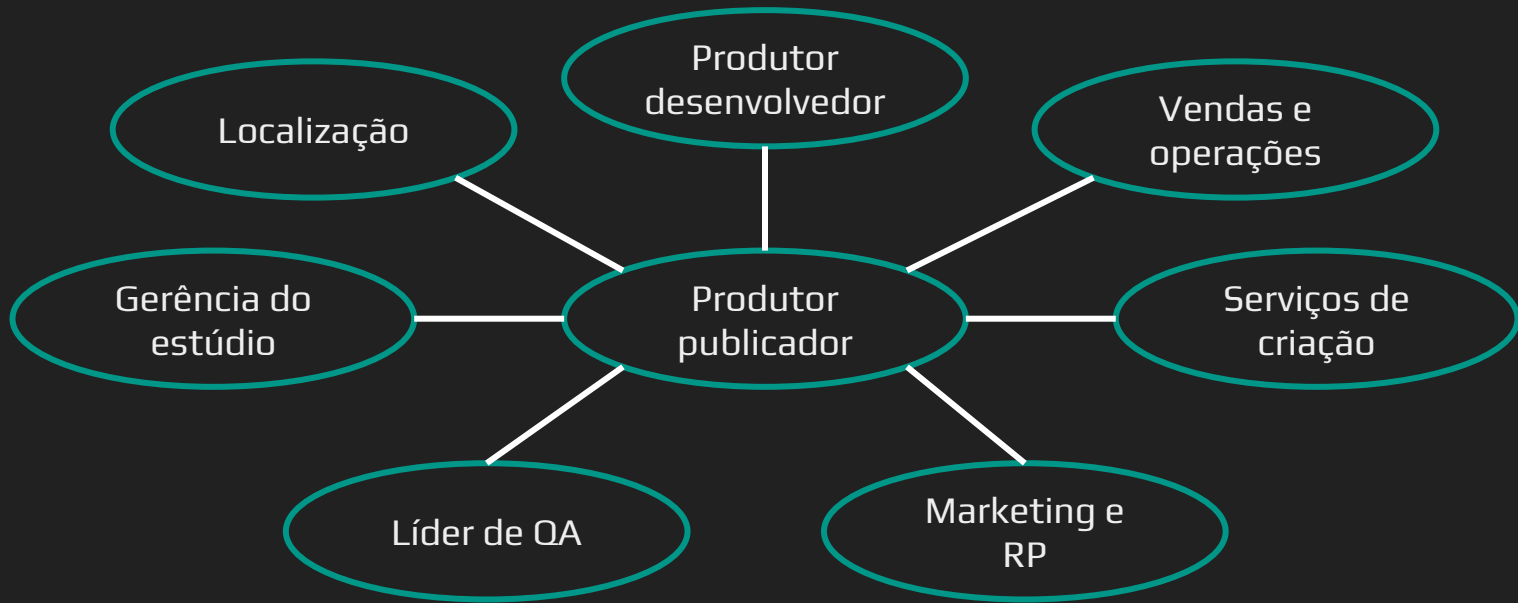 Produtor
desenvolvedor
Localização
Vendas e
operações
Gerência do
estúdio
Produtor
publicador
Serviços de
criação
Líder de QA
Marketing e
RP